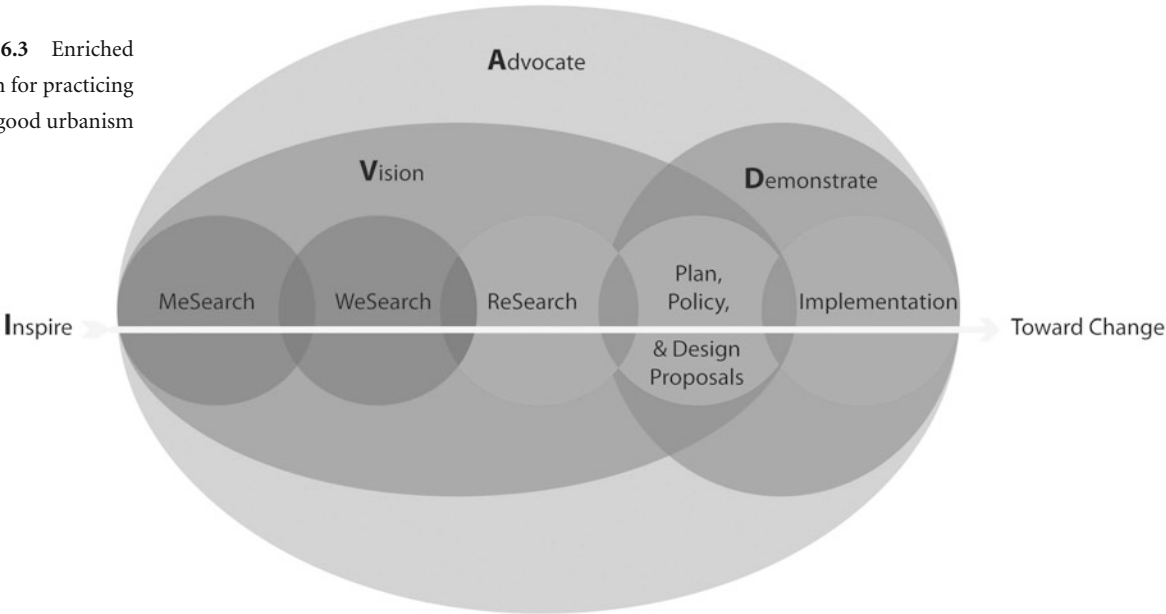 6.3 Enriched
for practicing
good urbanism
Advocate
Vision
Demonstrate
MeSearch
WeSearch
ReSearch
Plan,
Policy,
& Design
Proposals
Implementation
Inspire
Toward Change